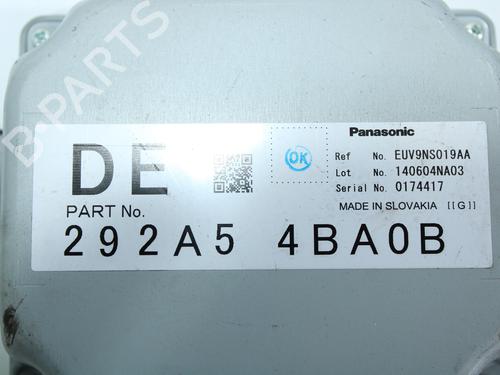 DE
PART No.
292A5 4BA0B
OK
Panasonic
Ref No. EUV9NS019AA
Lot No. 140604NA03
Serial No. 0174417
MADE IN SLOVAKIA [[G]]
B-PARTS